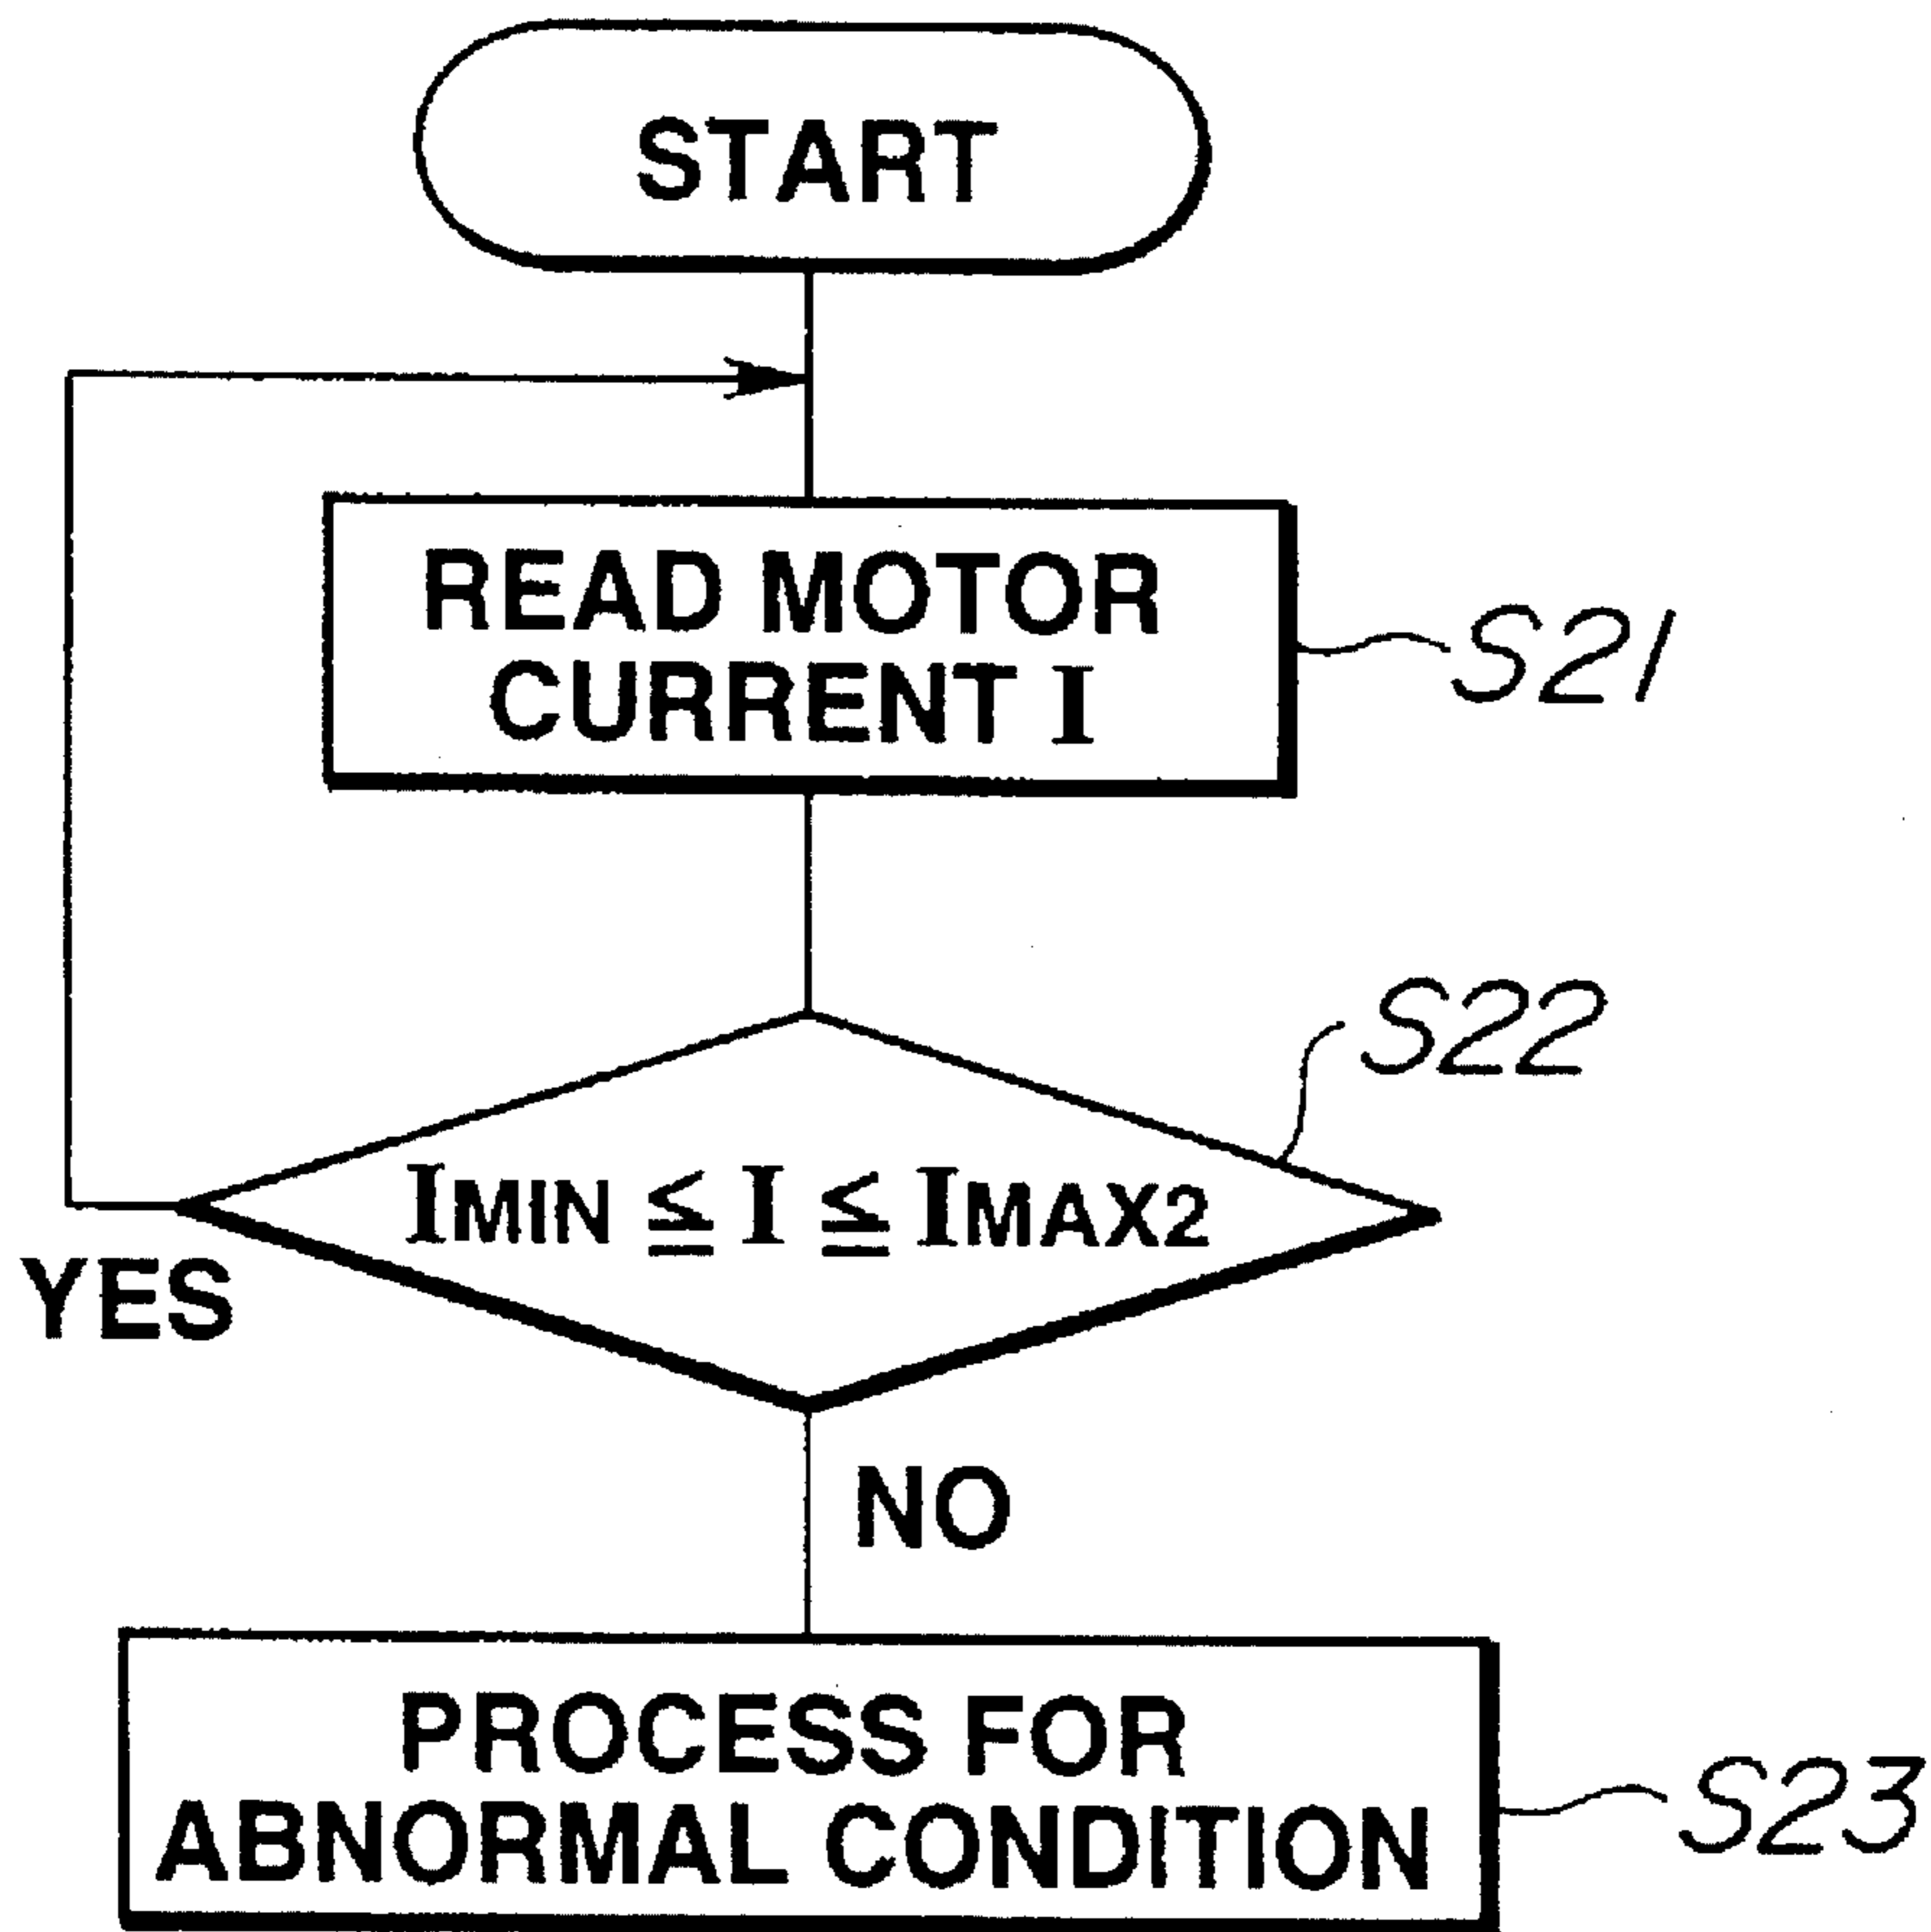 START
READ MOTOR
CURRENT I
S21
S22
IMIN ≦ I ≦ IMAX2
YES
NO
PROCESS FOR
ABNORMAL CONDITION
S23